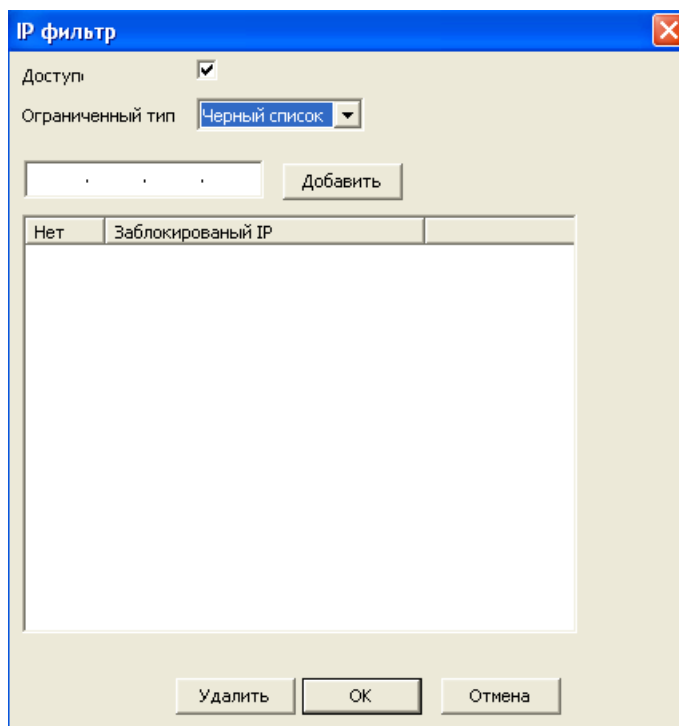 IP фильтр
Доступ
Ограниченный тип Черный список
. . . Добавить
Нет Заблокированый IP
Удалить OK Отмена